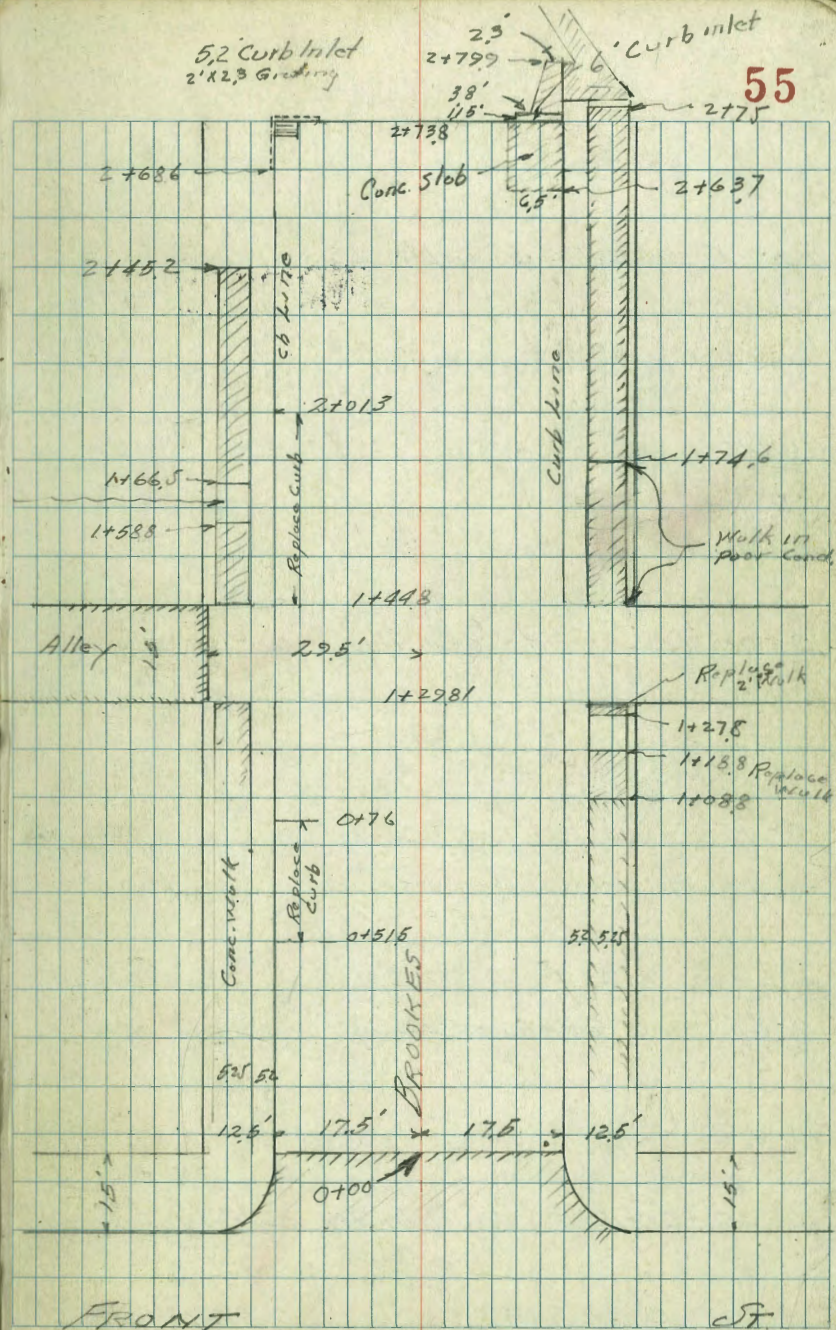 55
5.2' Curb Inlet
2' X 2.3 Grating
2.3'
2+79.9
6' Curb inlet
3.8'
1.15'
2+75
2+73.8
2+68.6
Conc. Slab
6.5'
2+63.7
2+45.2
Cb Line
2+01.3
Curb Line
1+74.6
1+66.5
Replace Curb
1+58.8
Walk in
poor Cond.
1+44.8
Alley 15'
29.5'
Replace
2' Walk
1+29.81
1+27.8
1+18.8
Replace
Walk
1+08.8
0+76
Replace
Curb
Conc. Walk
0+51.5
5.2 5.25
BROOKES
5.25 5.2
12.5' 17.5' 17.5 12.5'
0+00
15' 15'
FRONT ST